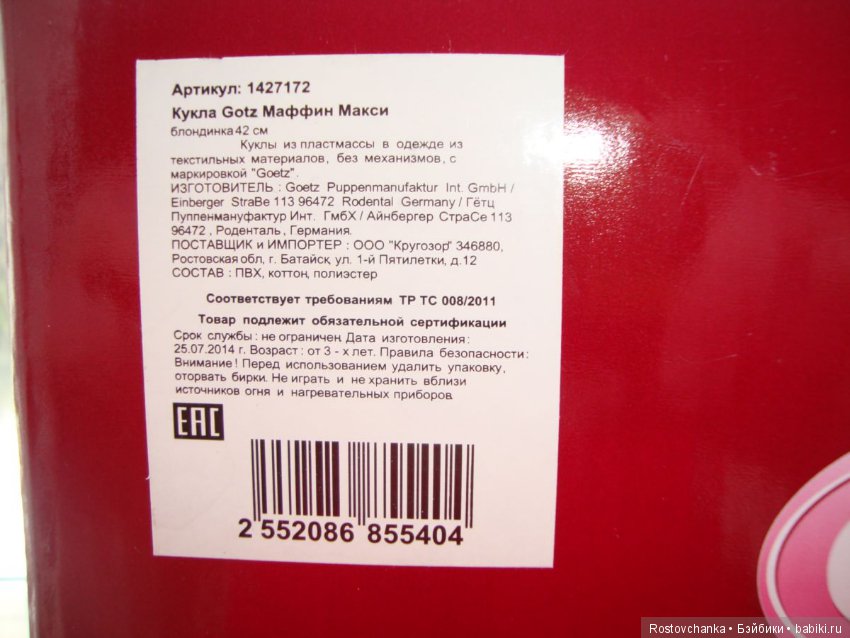 Артикул: 1427172
Кукла Gotz Маффин Макси
блондинка 42 см
Куклы из пластмассы в одежде из
текстильных материалов, без механизмов, с
маркировкой "Goetz".
ИЗГОТОВИТЕЛЬ : Goetz Puppenmanufaktur Int. GmbH /
Einberger StraBe 113 96472 Rodental Germany / Гётц
Пуппенмануфактур Инт. ГмбХ / Айнбергер СтраСе 113
96472 , Роденталь, Германия.
ПОСТАВЩИК и ИМПОРТЕР : ООО "Кругозор" 346880,
Ростовская обл, г. Батайск, ул. 1-й Пятилетки, д.12
СОСТАВ : ПВХ, коттон, полиэстер
Соответствует требованиям ТР ТС 008/2011
Товар подлежит обязательной сертификации
Срок службы : не ограничен. Дата изготовления :
25.07.2014 г. Возраст : от 3 - х лет. Правила безопасности :
Внимание ! Перед использованием удалить упаковку,
оторвать бирки. Не играть и не хранить вблизи
источников огня и нагревательных приборов.
EAC
2 552086 855404
Rostovchanka • Бэйбики • babiki.ru